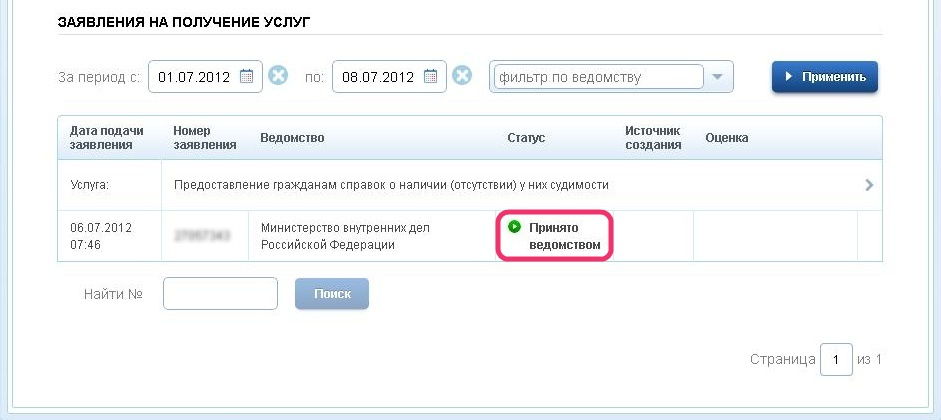 ЗАЯВЛЕНИЯ НА ПОЛУЧЕНИЕ УСЛУГ
За период с: 01.07.2012 по: 08.07.2012 фильтр по ведомству Применить
Дата подачи заявления Номер заявления Ведомство Статус Источник создания Оценка
Услуга: Предоставление гражданам справок о наличии (отсутствии) у них судимости
06.07.2012 Министерство внутренних дел Принято
07:46 Российской Федерации ведомством
Найти № Поиск
Страница 1 из 1